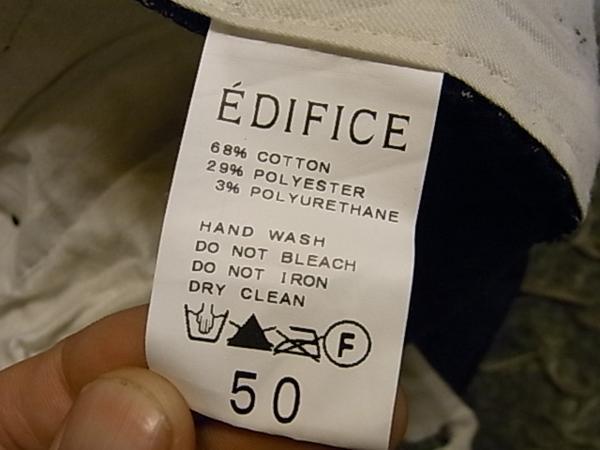 ÉDIFICE
68% COTTON
29% POLYESTER
3% POLYURETHANE
HAND WASH
DO NOT BLEACH
DO NOT IRON
DRY CLEAN
F
50